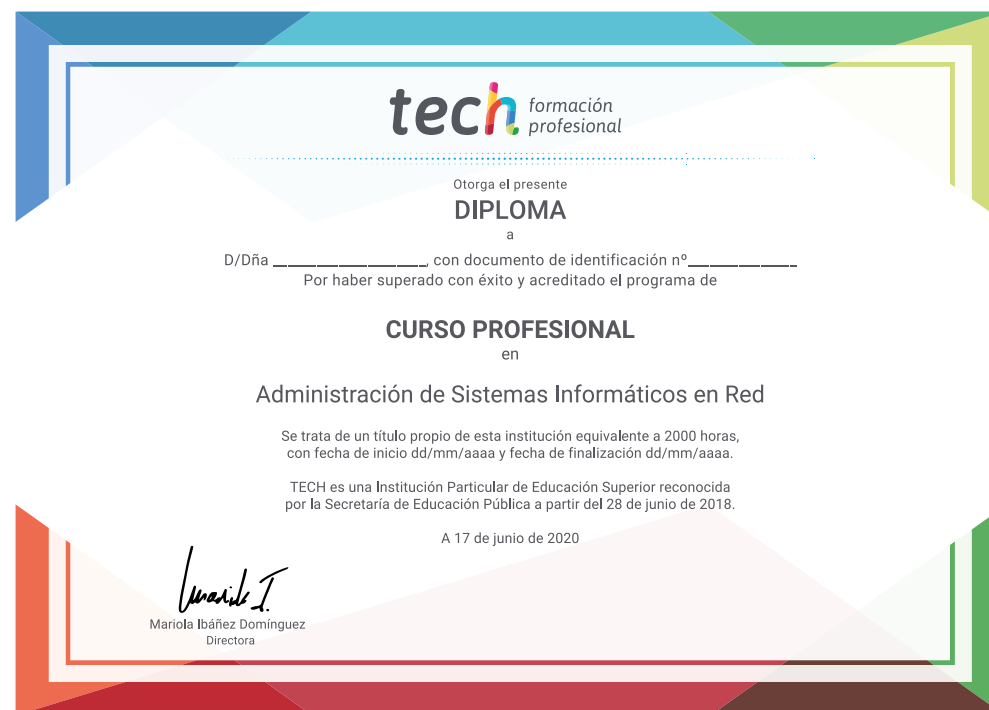 tech formación
profesional
Otorga el presente
DIPLOMA
a
D/Dña ____________________, con documento de identificación nº______________
Por haber superado con éxito y acreditado el programa de
CURSO PROFESIONAL
en
Administración de Sistemas Informáticos en Red
Se trata de un título propio de esta institución equivalente a 2000 horas,
con fecha de inicio dd/mm/aaaa y fecha de finalización dd/mm/aaaa.
TECH es una Institución Particular de Educación Superior reconocida
por la Secretaría de Educación Pública a partir del 28 de junio de 2018.
A 17 de junio de 2020
Mariola Ibáñez Domínguez
Directora